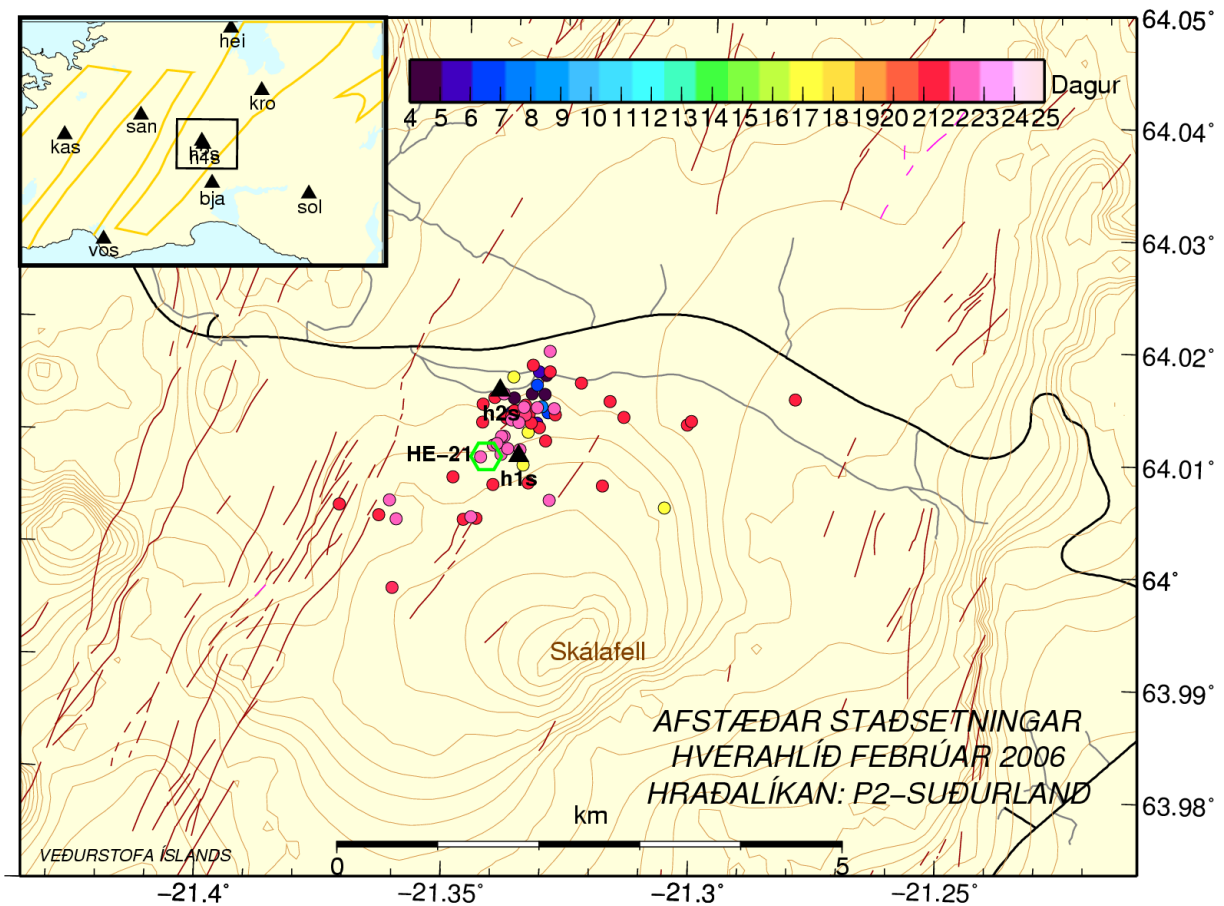 hei
kro
san
kas
h2s
h1s
bja
sol
vos
Dagur
4 5 6 7 8 9 10 11 12 13 14 15 16 17 18 19 20 21 22 23 24 25
64.05°
64.04°
64.03°
64.02°
64.01°
64°
63.99°
63.98°
h2s
HE-21
h1s
Skálafell
AFSTÆÐAR STAÐSETNINGAR
HVERAHLÍÐ FEBRÚAR 2006
HRAÐALÍKAN: P2-SUÐURLAND
km
0 5
VEÐURSTOFA ÍSLANDS
-21.4° -21.35° -21.3° -21.25°